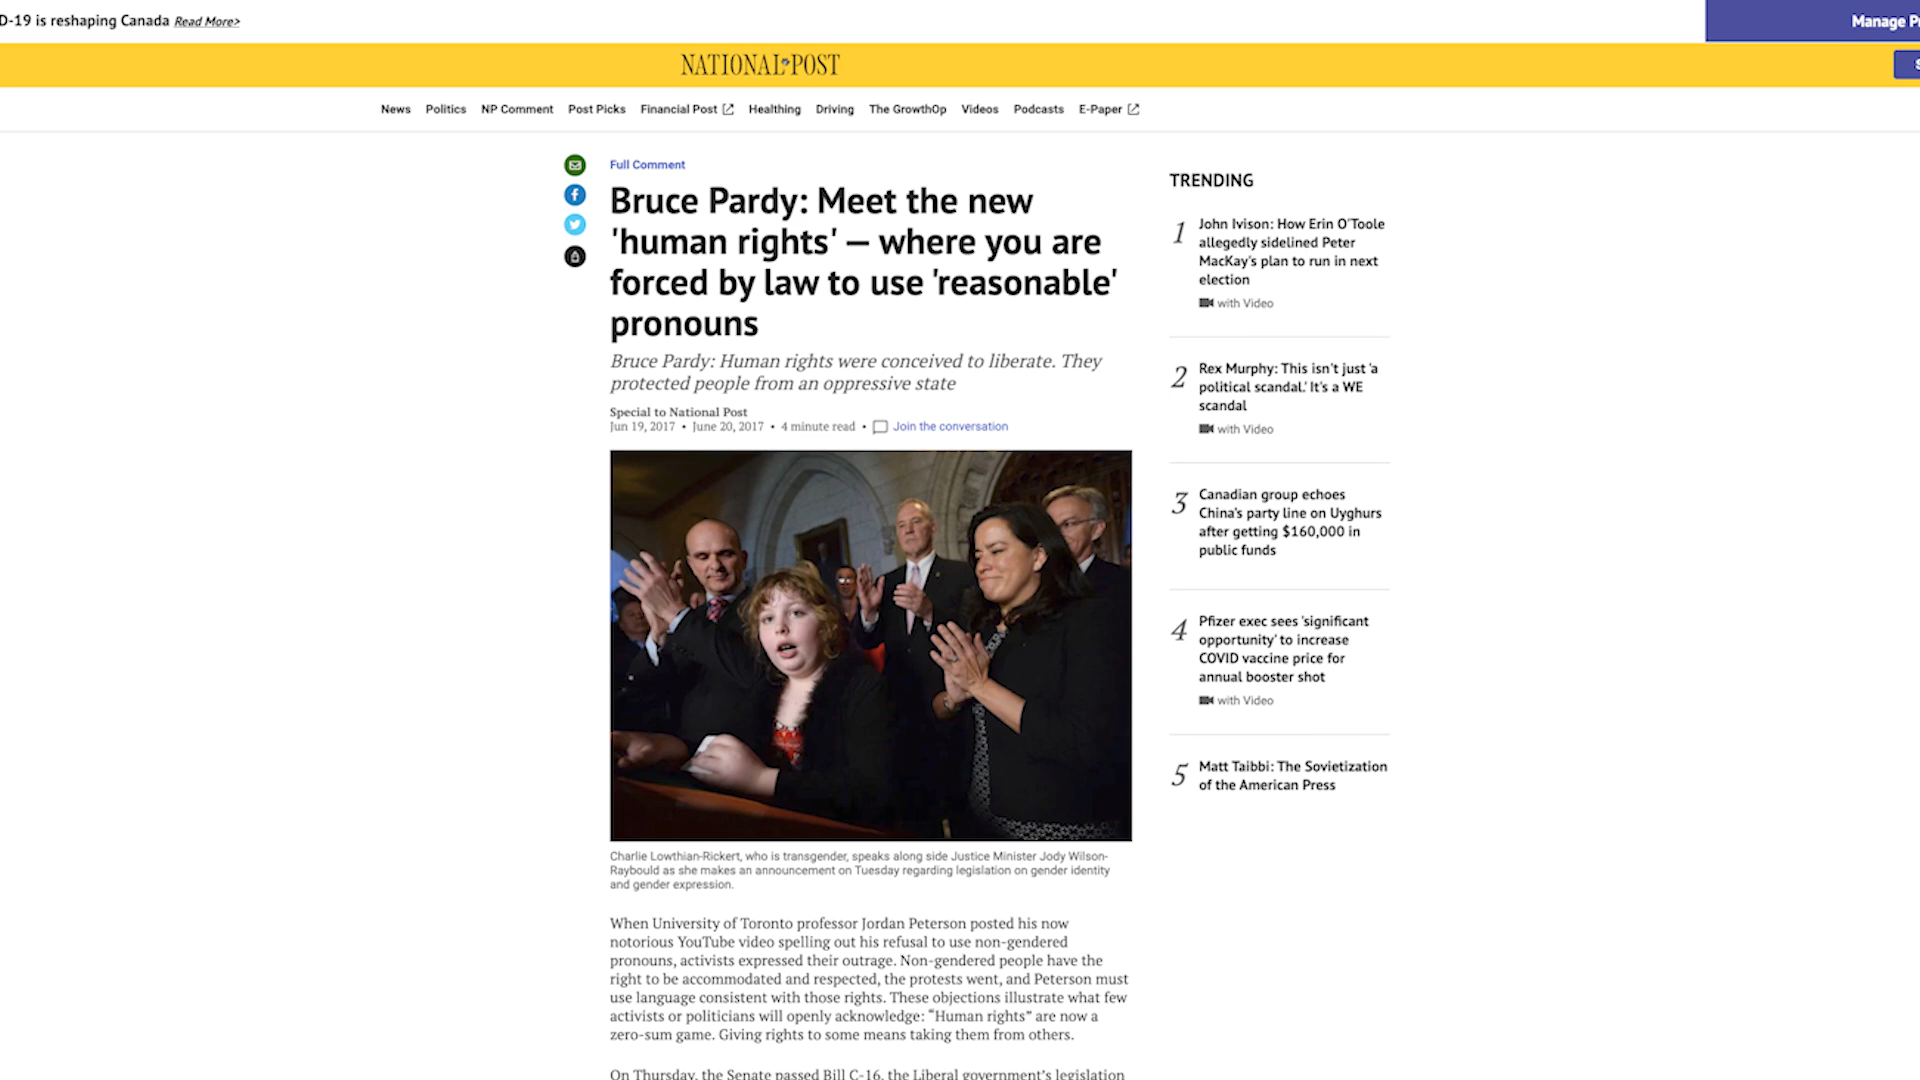 D-19 is reshaping Canada Read More>
Manage Pr
NATIONAL POST
News Politics NP Comment Post Picks Financial Post Healthing Driving The GrowthOp Videos Podcasts E-Paper
Full Comment
Bruce Pardy: Meet the new
'human rights' — where you are
forced by law to use 'reasonable'
pronouns
Bruce Pardy: Human rights were conceived to liberate. They
protected people from an oppressive state
Special to National Post
Jun 19, 2017 • June 20, 2017 • 4 minute read • Join the conversation
Charlie Lowthian-Rickert, who is transgender, speaks along side Justice Minister Jody Wilson-
Raybould as she makes an announcement on Tuesday regarding legislation on gender identity
and gender expression.
When University of Toronto professor Jordan Peterson posted his now
notorious YouTube video spelling out his refusal to use non-gendered
pronouns, activists expressed their outrage. Non-gendered people have the
right to be accommodated and respected, the protests went, and Peterson must
use language consistent with those rights. These objections illustrate what few
activists or politicians will openly acknowledge: “Human rights” are now a
zero-sum game. Giving rights to some means taking them from others.
On Thursday, the Senate passed Bill C-16, the Liberal government’s legislation
TRENDING
1
John Ivison: How Erin O'Toole
allegedly sidelined Peter
MacKay's plan to run in next
election
with Video
2
Rex Murphy: This isn't just 'a
political scandal.' It's a WE
scandal
with Video
3
Canadian group echoes
China's party line on Uyghurs
after getting $160,000 in
public funds
4
Pfizer exec sees 'significant
opportunity' to increase
COVID vaccine price for
annual booster shot
with Video
5
Matt Taibbi: The Sovietization
of the American Press